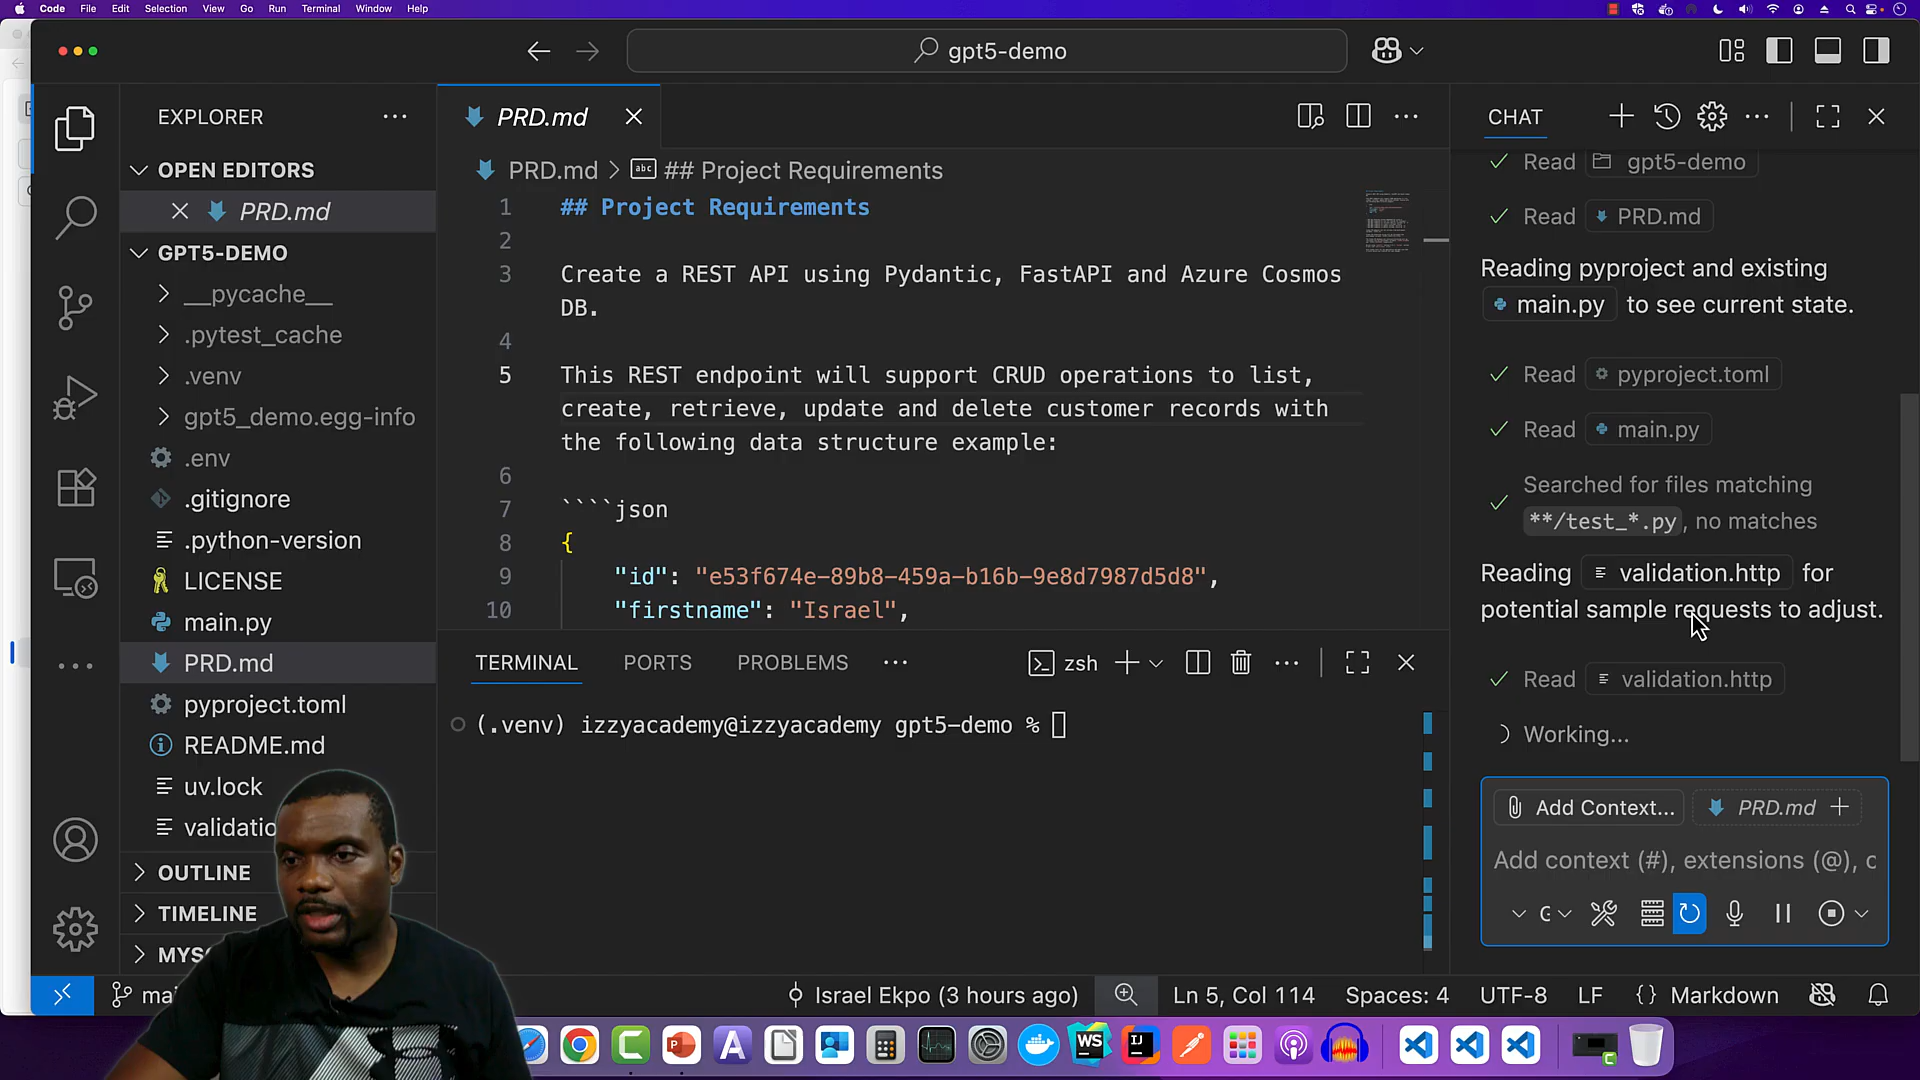 Code File Edit Selection View Go Run Terminal Window Help
gpt5-demo
EXPLORER
OPEN EDITORS
PRD.md
GPT5-DEMO
__pycache__
.pytest_cache
.venv
gpt5_demo.egg-info
.env
.gitignore
.python-version
LICENSE
main.py
PRD.md
pyproject.toml
README.md
uv.lock
validatio
OUTLINE
TIMELINE
MYS
PRD.md
PRD.md > ## Project Requirements
1 ## Project Requirements
2
3 Create a REST API using Pydantic, FastAPI and Azure Cosmos
DB.
4
5 This REST endpoint will support CRUD operations to list,
create, retrieve, update and delete customer records with
the following data structure example:
6
7 ````json
8 {
9 "id": "e53f674e-89b8-459a-b16b-9e8d7987d5d8",
10 "firstname": "Israel",
TERMINAL PORTS PROBLEMS
zsh
(.venv) izzyacademy@izzyacademy gpt5-demo %
CHAT
Read gpt5-demo
Read PRD.md
Reading pyproject and existing
main.py to see current state.
Read pyproject.toml
Read main.py
Searched for files matching
**/test_*.py, no matches
Reading validation.http for
potential sample requests to adjust.
Read validation.http
Working...
Add Context... PRD.md
Add context (#), extensions (@), c
mai
Israel Ekpo (3 hours ago)
Ln 5, Col 114 Spaces: 4 UTF-8 LF {} Markdown
WS
IJ